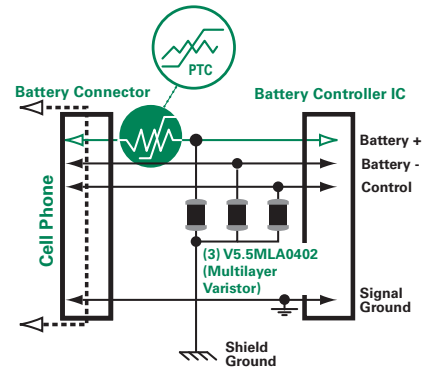 PTC
Battery Connector
Battery Controller IC
Battery +
Battery -
Control
Cell Phone
(3) V5.5MLA0402
(Multilayer
Varistor)
Signal
Ground
Shield
Ground